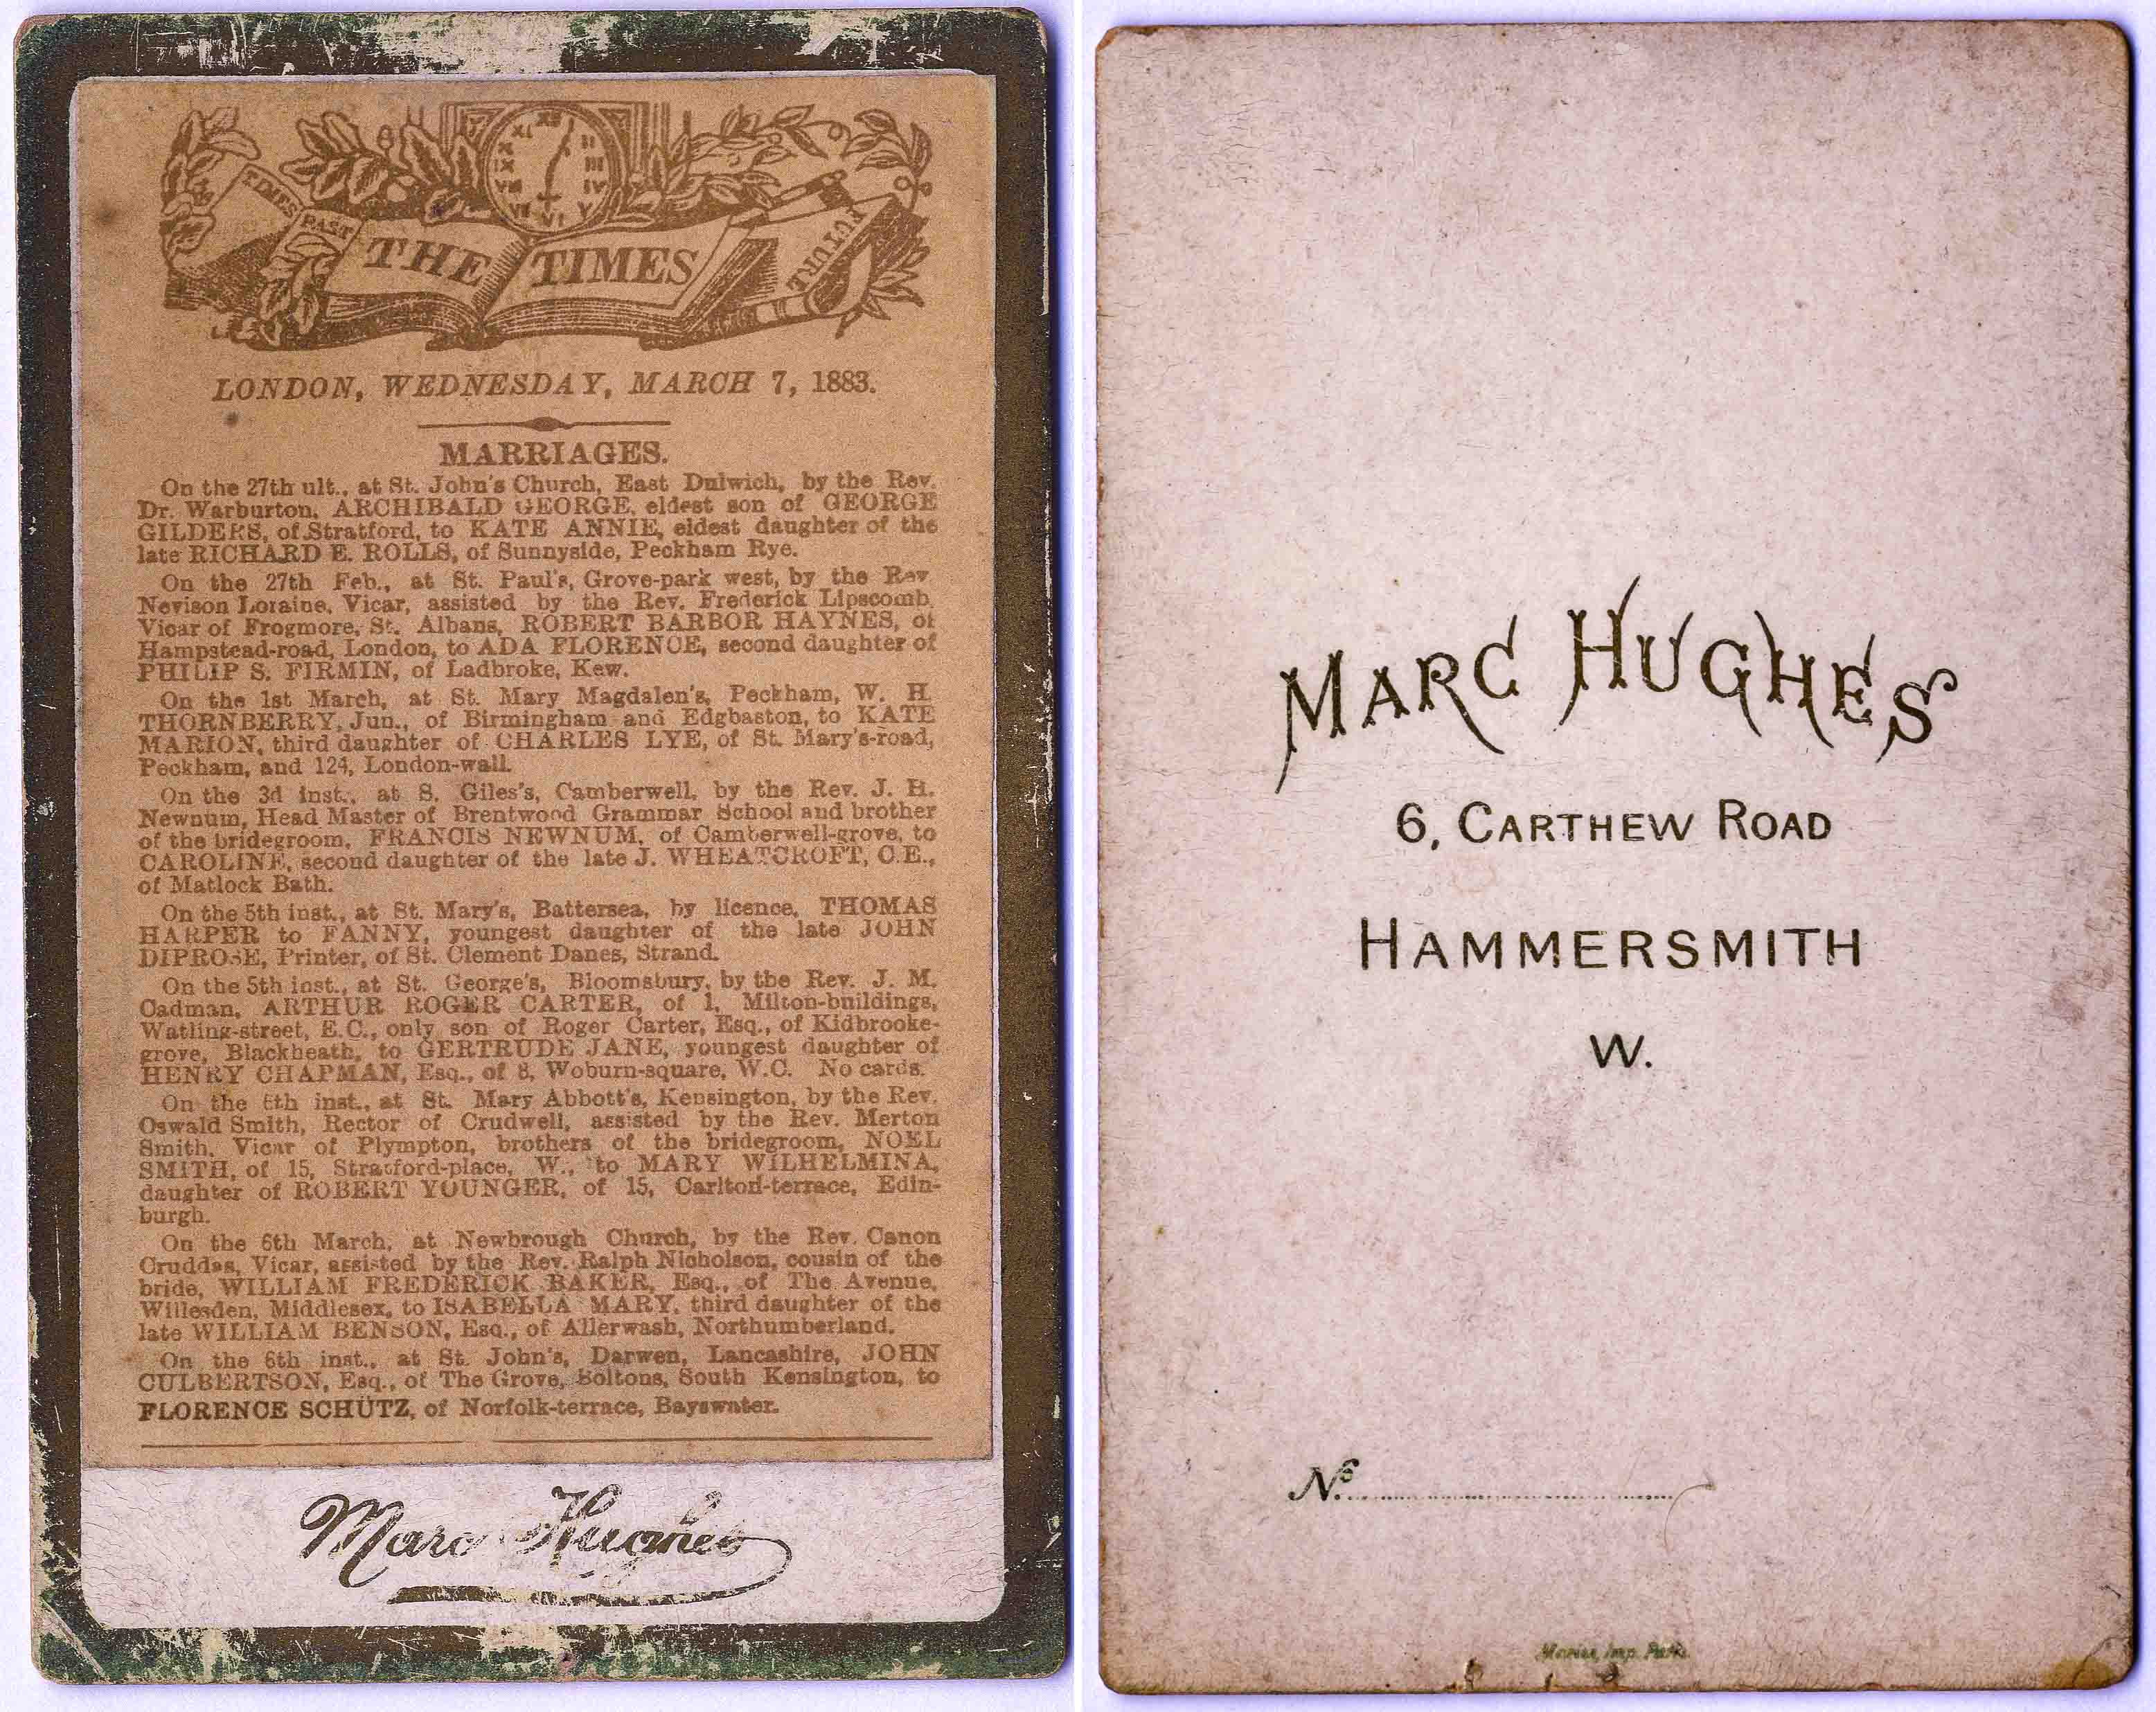 TIMES
PAST
THE TIMES
FUTURE
LONDON, WEDNESDAY, MARCH 7, 1883.
MARRIAGES.
On the 27th ult., at St. John's Church, East Dulwich, by the Rev.
Dr. Warburton, ARCHIBALD GEORGE, eldest son of GEORGE
GILDERS, of Stratford, to KATE ANNIE, eldest daughter of the
late RICHARD E. ROLLS, of Sunnyside, Peckham Rye.
On the 27th Feb., at St. Paul's, Grove-park west, by the Rev.
Nevison Loraine, Vicar, assisted by the Rev. Frederick Lipscomb,
Vicar of Frogmore, St. Albans, ROBERT BARBOR HAYNES, of
Hampstead-road, London, to ADA FLORENCE, second daughter of
PHILIP S. FIRMIN, of Ladbroke, Kew.
On the 1st March, at St. Mary Magdalen's, Peckham, W. H.
THORNBERRY, Jun., of Birmingham and Edgbaston, to KATE
MARION, third daughter of CHARLES LYE, of St. Mary's-road,
Peckham, and 124, London-wall.
On the 3d inst., at S. Giles's, Camberwell, by the Rev. J. H.
Newnum, Head Master of Brentwood Grammar School and brother
of the bridegroom, FRANCIS NEWNUM, of Camberwell-grove, to
CAROLINE, second daughter of the late J. WHEATCROFT, C.E.,
of Matlock Bath.
On the 5th inst., at St. Mary's, Battersea, by licence, THOMAS
HARPER to FANNY, youngest daughter of the late JOHN
DIPROSE, Printer, of St. Clement Danes, Strand.
On the 5th inst., at St. George's, Bloomsbury, by the Rev. J. M.
Cadman, ARTHUR ROGER CARTER, of 1, Milton-buildings,
Watling-street, E.C., only son of Roger Carter, Esq., of Kidbrooke-
grove, Blackheath, to GERTRUDE JANE, youngest daughter of
HENRY CHAPMAN, Esq., of 8, Woburn-square, W.C. No cards.
On the 6th inst., at St. Mary Abbott's, Kensington, by the Rev.
Oswald Smith, Rector of Crudwell, assisted by the Rev. Merton
Smith, Vicar of Plympton, brothers of the bridegroom, NOEL
SMITH, of 15, Stratford-place, W., to MARY WILHELMINA,
daughter of ROBERT YOUNGER, of 15, Carlton-terrace, Edin-
burgh.
On the 6th March, at Newbrough Church, by the Rev. Canon
Cruddas, Vicar, assisted by the Rev. Ralph Nicholson, cousin of the
bride, WILLIAM FREDERICK BAKER, Esq., of The Avenue,
Willesden, Middlesex, to ISABELLA MARY, third daughter of the
late WILLIAM BENSON, Esq., of Allerwash, Northumberland.
On the 6th inst., at St. John's, Darwen, Lancashire, JOHN
CULBERTSON, Esq., of The Grove, Boltons, South Kensington, to
FLORENCE SCHÜTZ, of Norfolk-terrace, Bayswater.
Marc Hughes
MARC HUGHES
6, CARTHEW ROAD
HAMMERSMITH
W.
No.
Imp. Paris.